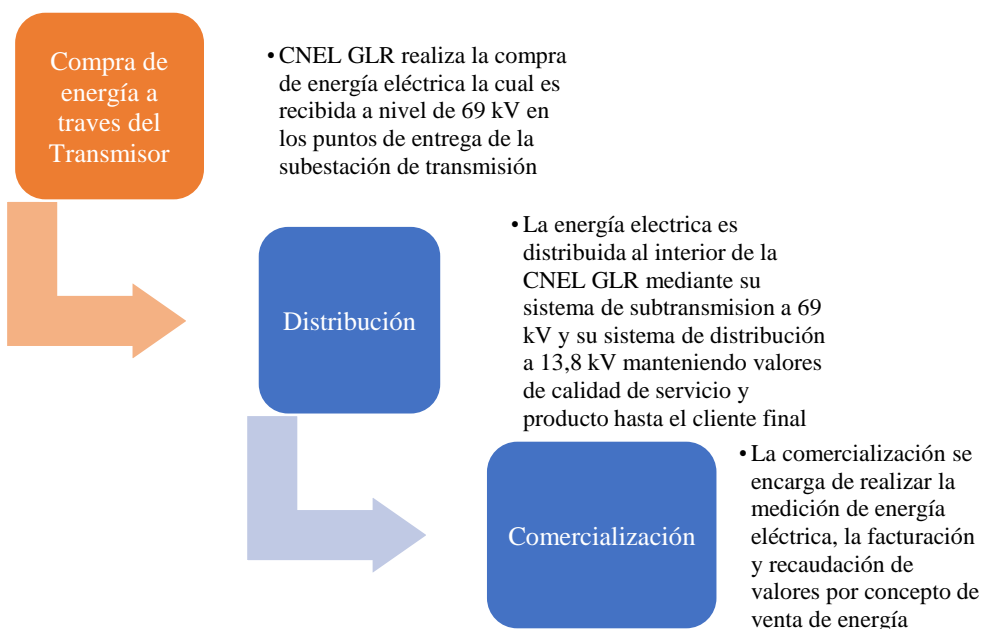 Compra de
energía a
traves del
Transmisor
• CNEL GLR realiza la compra
de energía eléctrica la cual es
recibida a nivel de 69 kV en
los puntos de entrega de la
subestación de transmisión
Distribución
• La energía electrica es
distribuida al interior de la
CNEL GLR mediante su
sistema de subtransmision a 69
kV y su sistema de distribución
a 13,8 kV manteniendo valores
de calidad de servicio y
producto hasta el cliente final
Comercialización
• La comercialización se
encarga de realizar la
medición de energía
eléctrica, la facturación
y recaudación de
valores por concepto de
venta de energía